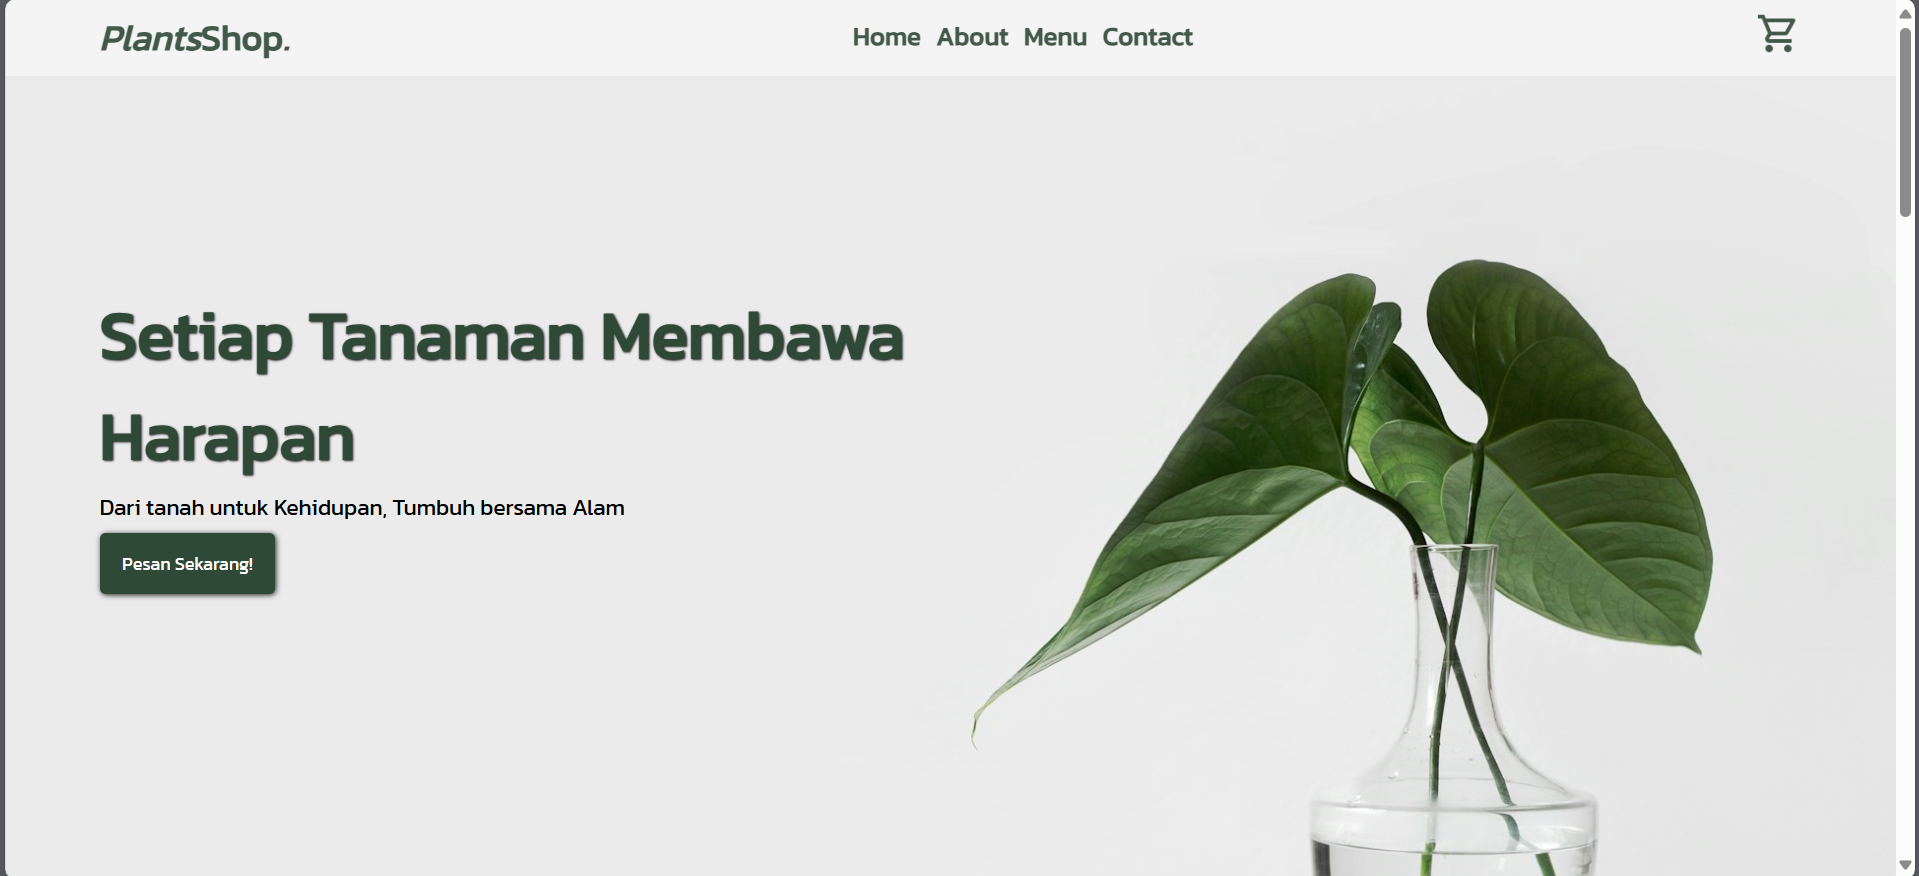 PlantsShop.
Home About Menu Contact
Setiap Tanaman Membawa
Harapan
Dari tanah untuk Kehidupan, Tumbuh bersama Alam
Pesan Sekarang!